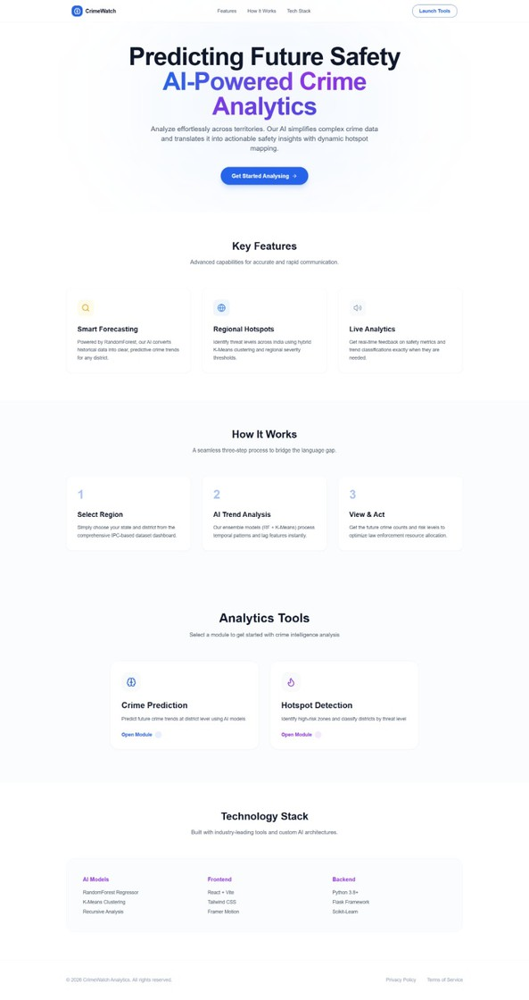 CrimeWatch
Features
How It Works
Tech Stack
Launch Tools
Predicting Future Safety
AI-Powered Crime
Analytics
Analyze effortlessly across territories. Our AI simplifies complex crime data
and translates it into actionable safety insights with dynamic hotspot
mapping.
Get Started Analysing →
Key Features
Advanced capabilities for accurate and rapid communication.
Smart Forecasting
Powered by RandomForest, our AI converts
historical data into clear, predictive crime trends
for any district.
Regional Hotspots
Identify threat levels across India using hybrid
K-Means clustering and regional severity
thresholds.
Live Analytics
Get real-time feedback on safety metrics and
trend classifications exactly when they are
needed.
How It Works
A seamless three-step process to bridge the language gap.
1
Select Region
Simply choose your state and district from the
comprehensive IPC-based dataset dashboard.
2
AI Trend Analysis
Our ensemble models (RF + K-Means) process
temporal patterns and lag features instantly.
3
View & Act
Get the future crime counts and risk levels to
optimize law enforcement resource allocation.
Analytics Tools
Select a module to get started with crime intelligence analysis
Crime Prediction
Predict future crime trends at district level using AI models
Open Module
Hotspot Detection
Identify high-risk zones and classify districts by threat level
Open Module
Technology Stack
Built with industry-leading tools and custom AI architectures.
AI Models
RandomForest Regressor
K-Means Clustering
Recursive Analysis
Frontend
React + Vite
Tailwind CSS
Framer Motion
Backend
Python 3.8+
Flask Framework
Scikit-Learn
© 2026 CrimeWatch Analytics. All rights reserved.
Privacy Policy
Terms of Service